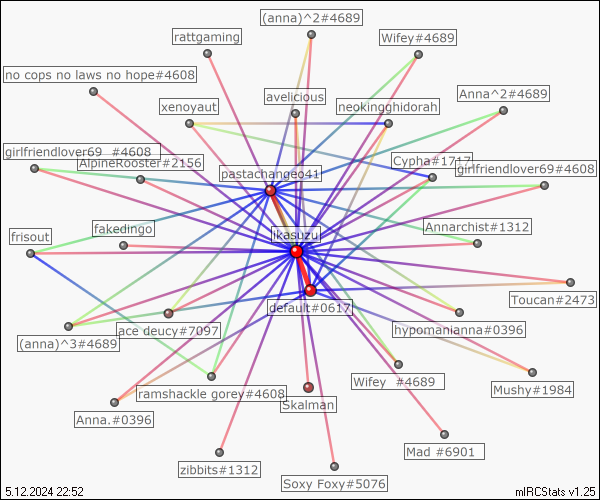 (anna)^2#4689
rattgaming
Wifey#4689
no cops no laws no hope#4608
avelicious
xenoyaut
neokingghidorah
Anna^2#4689
girlfriendlover69_#4608
AlpineRooster#2156
Cypha#1717
girlfriendlover69#4608
pastachangeo41
frisout
fakedingo
ikasuzu
Annarchist#1312
Toucan#2473
default#0617
(anna)^3#4689
ace deucy#7097
hypomanianna#0396
Wifey_#4689
Mushy#1984
Anna.#0396
ramshackle gorey#4608
Skalman
Mad #6901
zibbits#1312
Soxy Foxy#5076
5.12.2024 22:52
mIRCStats v1.25